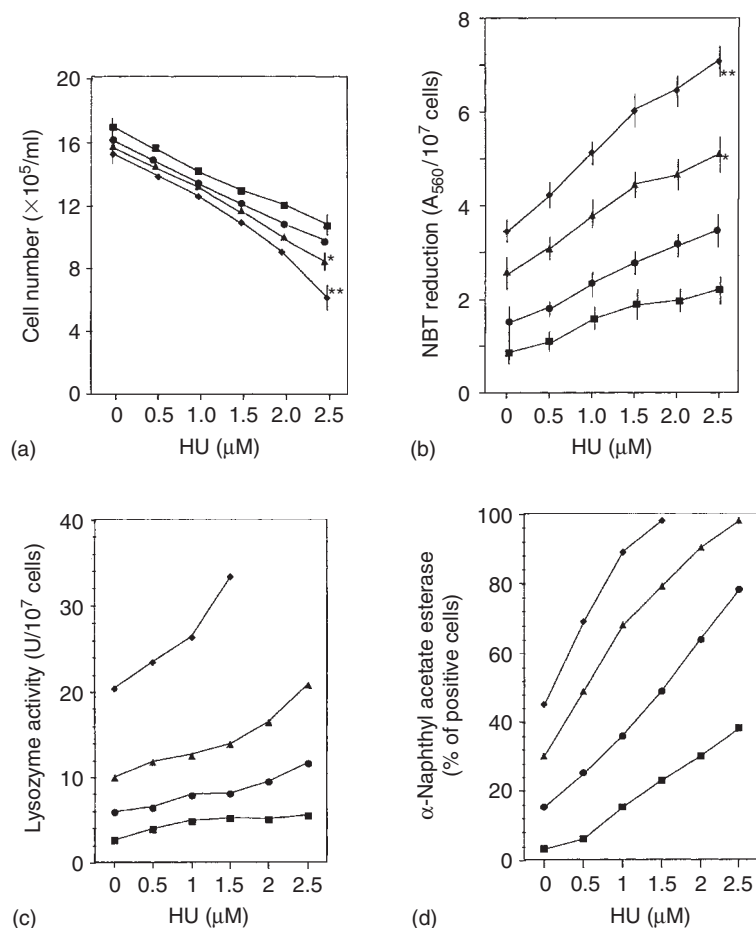 20
16
12
8
4
0
Cell number (×10⁵/ml)
*
**
0 0.5 1.0 1.5 2.0 2.5
HU (μM)
(a)
8
6
4
2
0
NBT reduction (A₅₆₀/10⁷ cells)
**
*
0 0.5 1.0 1.5 2.0 2.5
HU (μM)
(b)
40
30
20
10
0
Lysozyme activity (U/10⁷ cells)
0 0.5 1 1.5 2 2.5
HU (μM)
(c)
100
80
60
40
20
0
α-Naphthyl acetate esterase
(% of positive cells)
0 0.5 1 1.5 2 2.5
HU (μM)
(d)